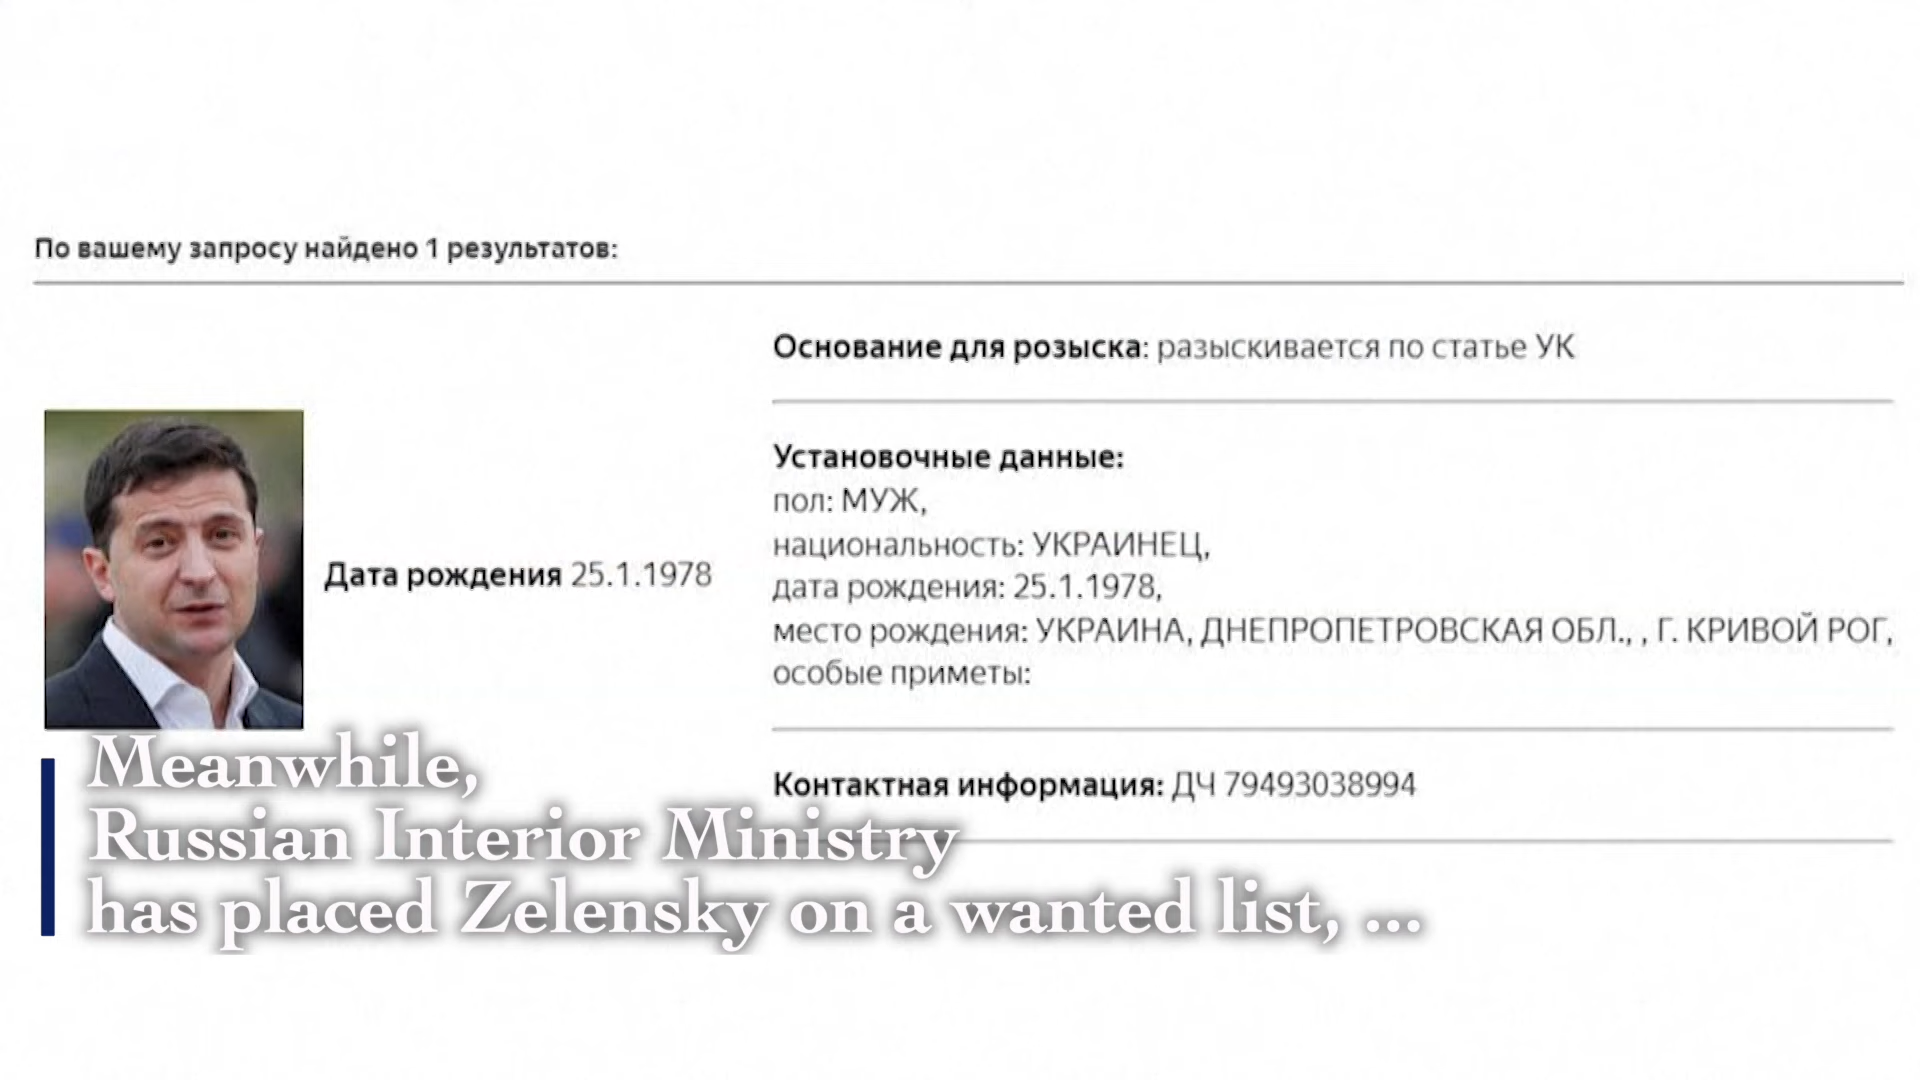 По вашему запросу найдено 1 результатов:
Основание для розыска: разыскивается по статье УК
Дата рождения 25.1.1978
Установочные данные:
пол: МУЖ,
национальность: УКРАИНЕЦ,
дата рождения: 25.1.1978,
место рождения: УКРАИНА, ДНЕПРОПЕТРОВСКАЯ ОБЛ., , Г. КРИВОЙ РОГ,
особые приметы:
Контактная информация: ДЧ 79493038994
Meanwhile,
Russian Interior Ministry
has placed Zelensky on a wanted list, ...